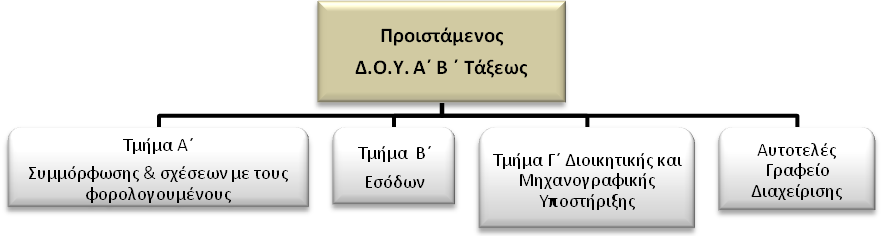 Προιστάμενος
Δ.Ο.Υ. Α΄ Β ΄ Τάξεως
Τμήμα Α΄
Συμμόρφωσης & σχέσεων με τους
φορολογουμένους
Τμήμα Β΄
Εσόδων
Τμήμα Γ΄ Διοικητικής και
Μηχανογραφικής
Υποστήριξης
Αυτοτελές
Γραφείο
Διαχείρισης